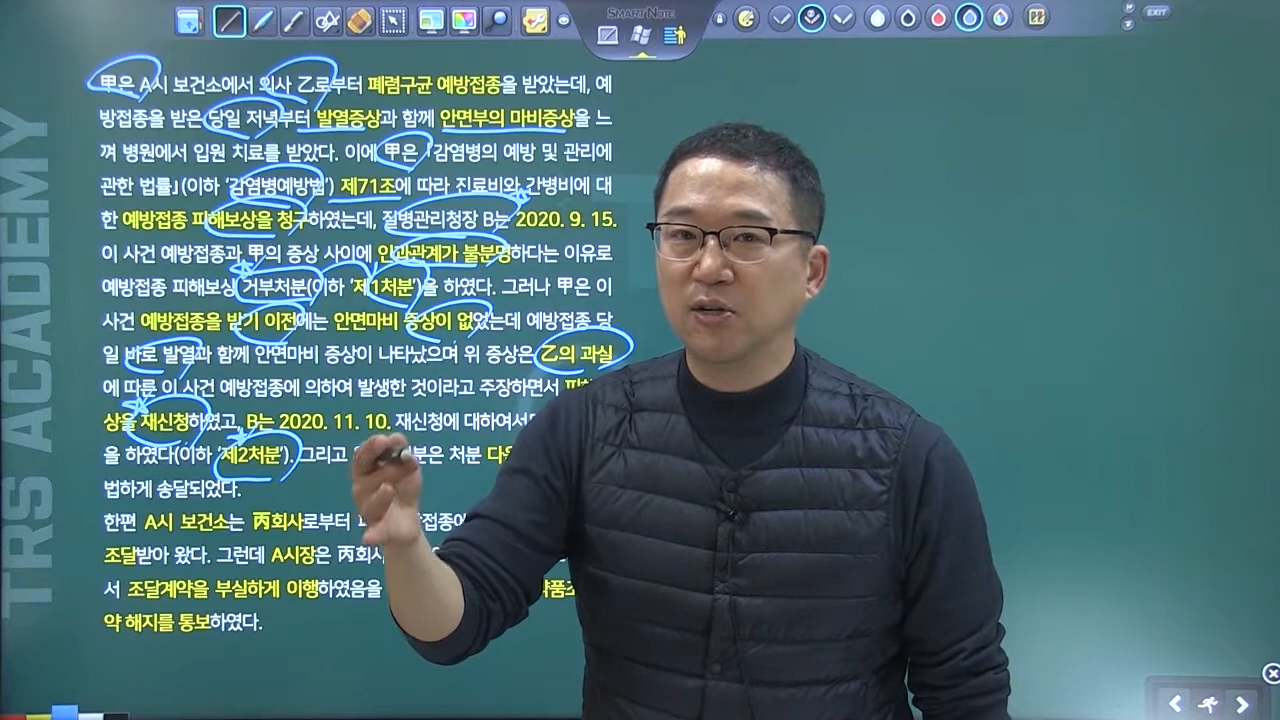 SMARTNOTE
EXIT
TRS ACADEMY
甲은 A시 보건소에서 의사 乙로부터 폐렴구균 예방접종을 받았는데, 예
방접종을 받은 당일 저녁부터 발열증상과 함께 안면부의 마비증상을 느
껴 병원에서 입원 치료를 받았다. 이에 甲은 「감염병의 예방 및 관리에
관한 법률」(이하 '감염병예방법') 제71조에 따라 진료비와 간병비에 대
한 예방접종 피해보상을 청구하였는데, 질병관리청장 B는 2020. 9. 15.
이 사건 예방접종과 甲의 증상 사이에 인과관계가 불분명하다는 이유로
예방접종 피해보상 거부처분(이하 '제1처분')을 하였다. 그러나 甲은 이
사건 예방접종을 받기 이전에는 안면마비 증상이 없었는데 예방접종 당
일 바로 발열과 함께 안면마비 증상이 나타났으며 위 증상은 乙의 과실
에 따른 이 사건 예방접종에 의하여 발생한 것이라고 주장하면서
상을 재신청하였고, B는 2020. 11. 10. 재신청에 대하여서
을 하였다(이하 '제2처분'). 그리고 처분은 처분 다
법하게 송달되었다.
한편 A시 보건소는 丙회사로부터
조달받아 왔다. 그런데 A시장은 丙회사
서 조달계약을 부실하게 이행하였음을
약 해지를 통보하였다.